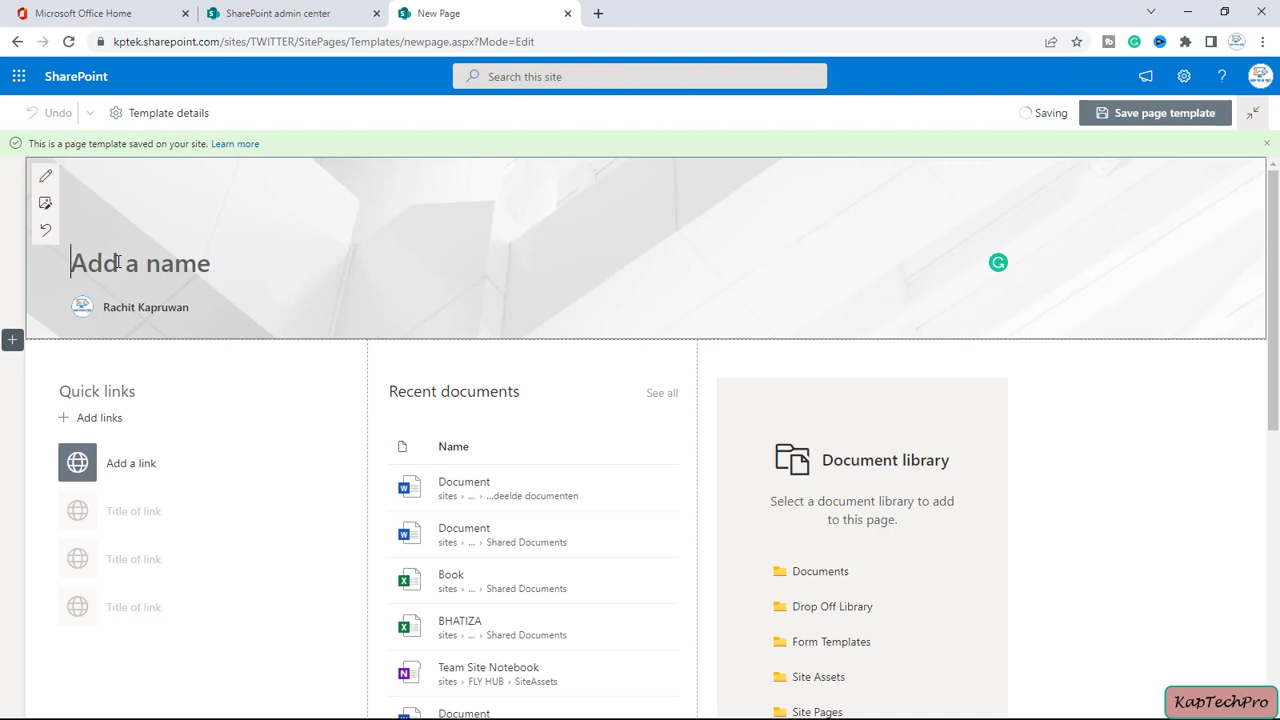 Microsoft Office Home
SharePoint admin center
New Page
kptek.sharepoint.com/sites/TWITTER/SitePages/Templates/newpage.aspx?Mode=Edit
SharePoint
Search this site
Undo
Template details
Saving
Save page template
This is a page template saved on your site. Learn more
Add a name
Rachit Kapruwan
Quick links
Add links
Add a link
Title of link
Title of link
Title of link
Recent documents
See all
Name
Document
sites › ... › ...deelde documenten
Document
sites › ... › Shared Documents
Book
sites › ... › Shared Documents
BHATIZA
sites › ... › Shared Documents
Team Site Notebook
sites › FLY HUB › SiteAssets
Document
Document library
Select a document library to add
to this page.
Documents
Drop Off Library
Form Templates
Site Assets
Site Pages
KapTechPro